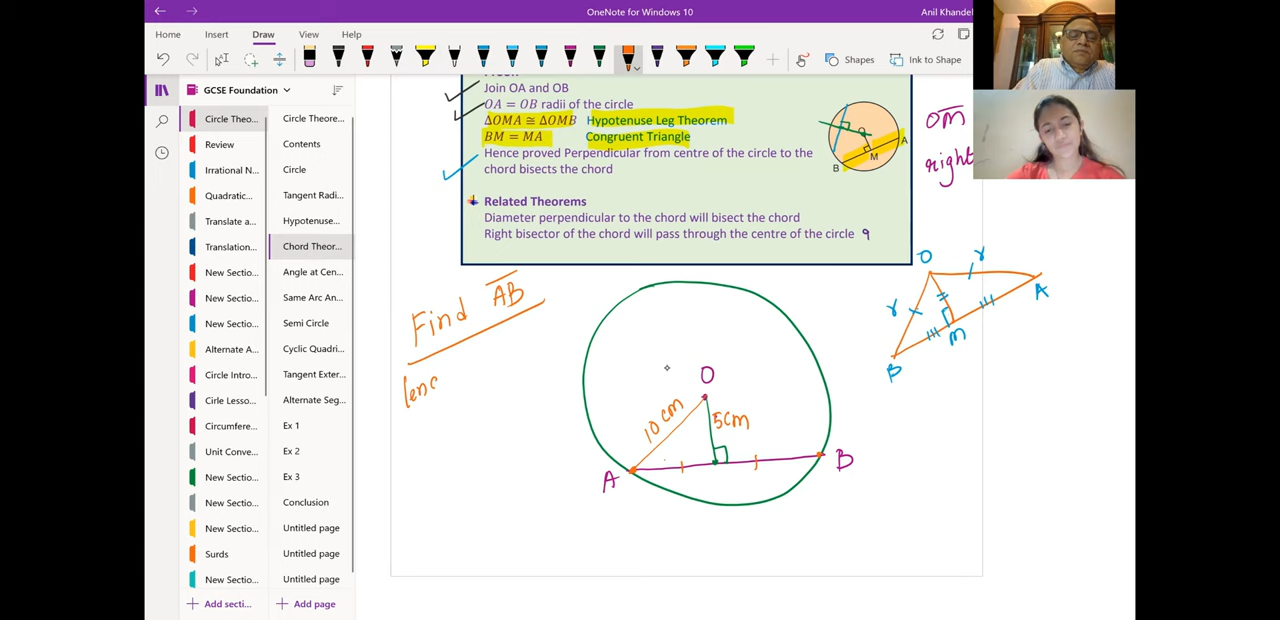 OneNote for Windows 10
Anil Khandel
Home Insert Draw View Help
Shapes
Ink to Shape
GCSE Foundation
Circle Theo...
Review
Irrational N...
Quadratic...
Translate a...
Translation...
New Sectio...
New Sectio...
New Sectio...
Alternate A...
Circle Intro...
Cirle Lesso...
Circumfere...
Unit Conve...
New Sectio...
New Sectio...
New Sectio...
Surds
New Sectio...
Add secti...
Circle Theore...
Contents
Circle
Tangent Radi...
Hypotenuse...
Chord Theor...
Angle at Cen...
Same Arc An...
Semi Circle
Cyclic Quadri...
Tangent Exter...
Alternate Seg...
Ex 1
Ex 2
Ex 3
Conclusion
Untitled page
Untitled page
Untitled page
Add page
Join OA and OB
OA = OB radii of the circle
ΔOMA ≅ ΔOMB Hypotenuse Leg Theorem
BM = MA Congruent Triangle
Hence proved Perpendicular from centre of the circle to the
chord bisects the chord
Related Theorems
Diameter perpendicular to the chord will bisect the chord
Right bisector of the chord will pass through the centre of the circle
O
A
M
B
OM
right
O
r
r
A
M
B
Find AB
lenc
O
10 cm
5cm
A
B